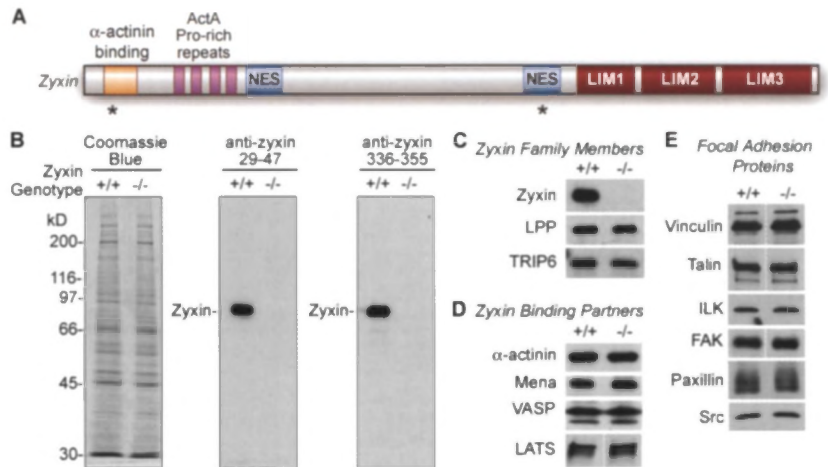 A
α-actinin
binding
ActA
Pro-rich
repeats
Zyxin
NES
NES
LIM1
LIM2
LIM3
*
*
B
Coomassie
Blue
anti-zyxin
29-47
anti-zyxin
336-355
Zyxin
Genotype
+/+ -/-
+/+ -/-
+/+ -/-
kD
200-
116-
97-
66-
45-
30-
Zyxin-
Zyxin-
C Zyxin Family Members
+/+ -/-
Zyxin
LPP
TRIP6
D Zyxin Binding Partners
+/+ -/-
α-actinin
Mena
VASP
LATS
E Focal Adhesion
Proteins
+/+ -/-
Vinculin
Talin
ILK
FAK
Paxillin
Src